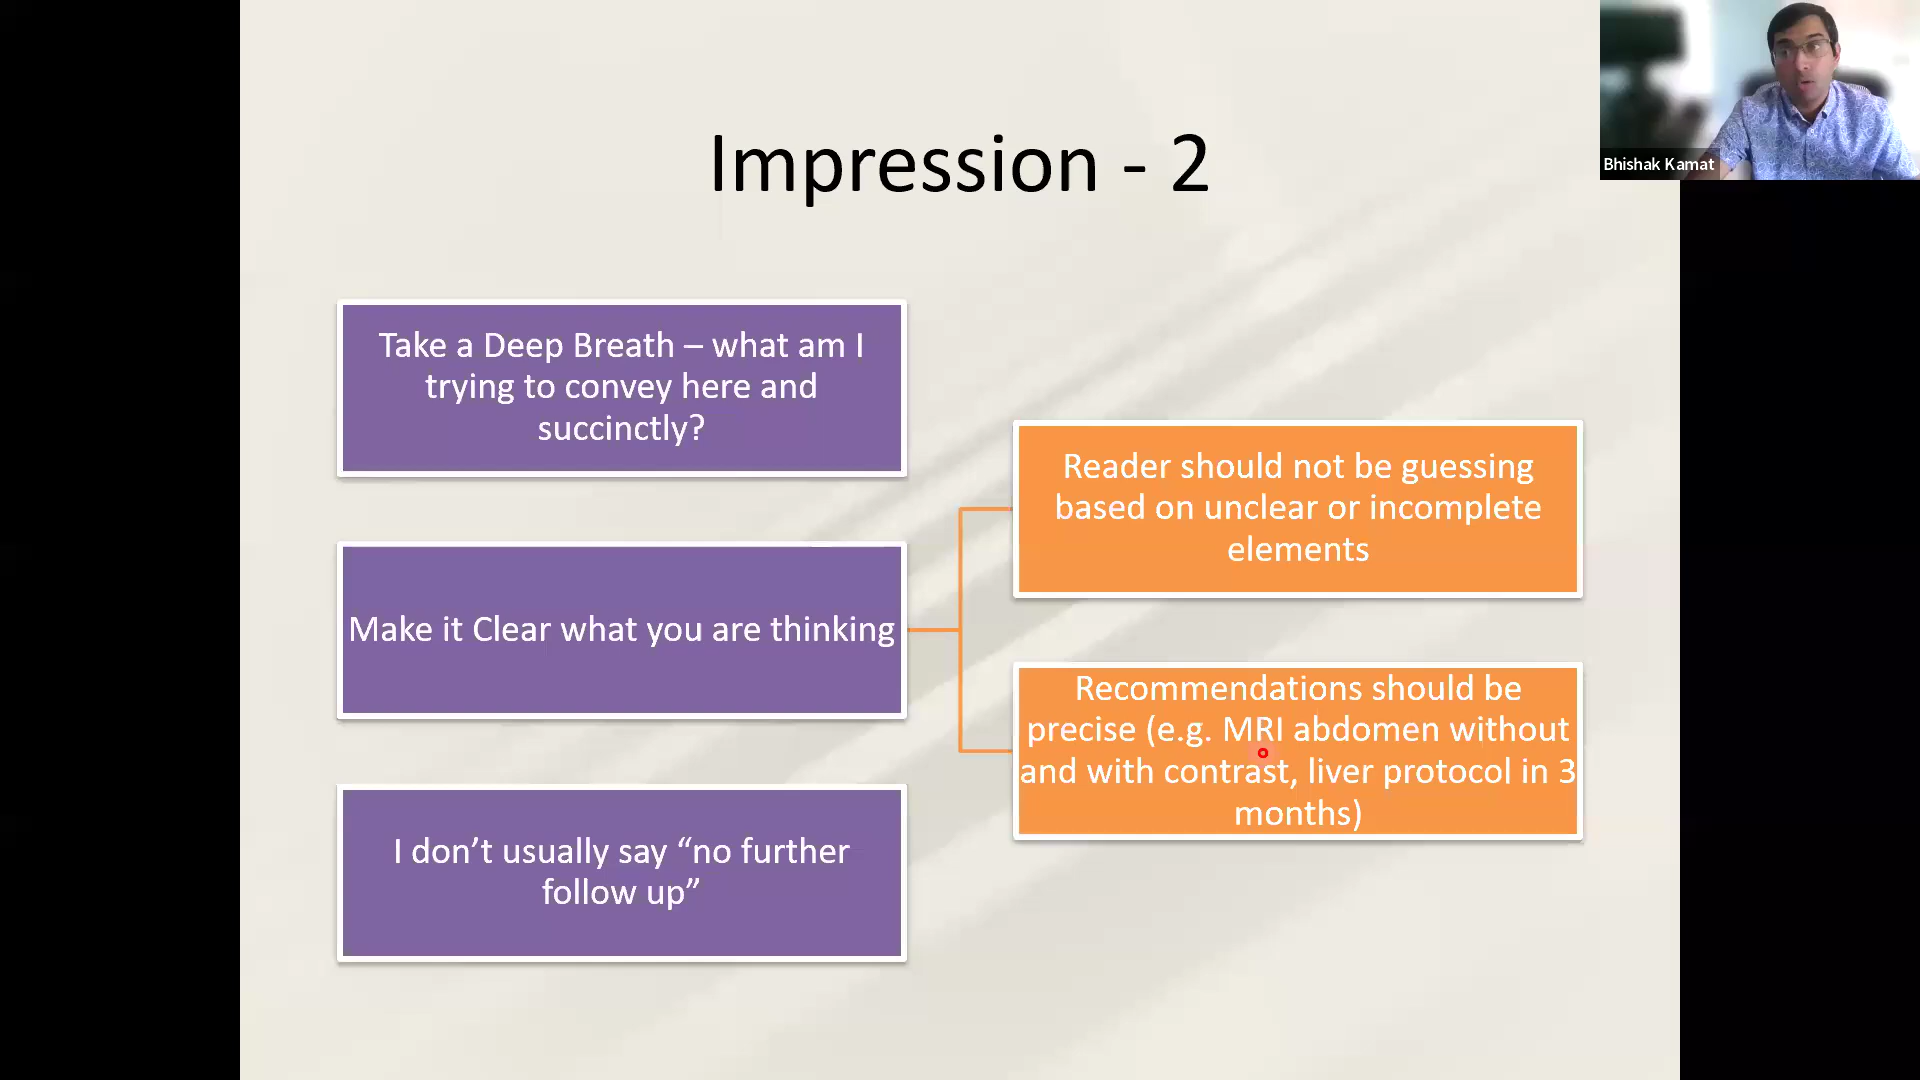 Impression - 2
Bhishak Kamat
Take a Deep Breath – what am I
trying to convey here and
succinctly?
Make it Clear what you are thinking
Reader should not be guessing
based on unclear or incomplete
elements
Recommendations should be
precise (e.g. MRI abdomen without
and with contrast, liver protocol in 3
months)
I don’t usually say “no further
follow up”